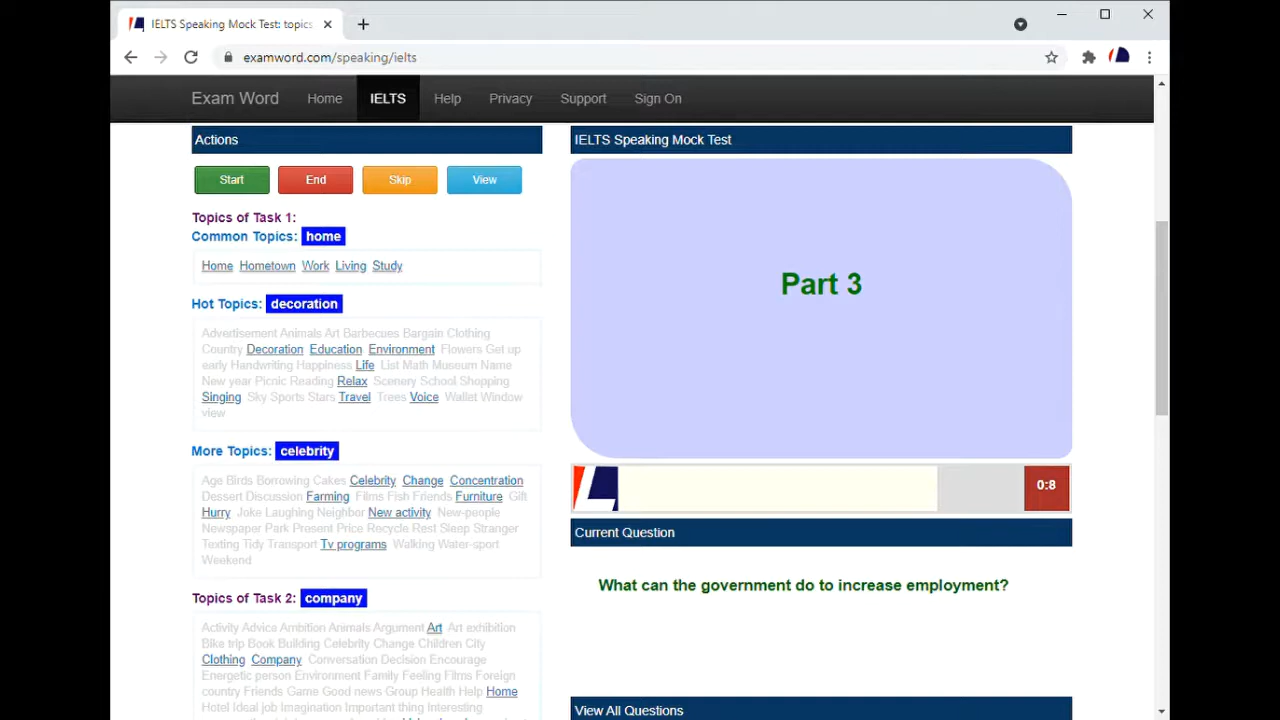 IELTS Speaking Mock Test: topics
examword.com/speaking/ielts
Exam Word Home IELTS Help Privacy Support Sign On
Actions
Start End Skip View
Topics of Task 1:
Common Topics: home
Home Hometown Work Living Study
Hot Topics: decoration
Advertisement Animals Art Barbecues Bargain Clothing
Country Decoration Education Environment Flowers Get up
early Handwriting Happiness Life List Math Museum Name
New year Picnic Reading Relax Scenery School Shopping
Singing Sky Sports Stars Travel Trees Voice Wallet Window
view
More Topics: celebrity
Age Birds Borrowing Cakes Celebrity Change Concentration
Dessert Discussion Farming Films Fish Friends Furniture Gift
Hurry Joke Laughing Neighbor New activity New-people
Newspaper Park Present Price Recycle Rest Sleep Stranger
Texting Tidy Transport Tv programs Walking Water-sport
Weekend
Topics of Task 2: company
Activity Advice Ambition Animals Argument Art Art exhibition
Bike trip Book Building Celebrity Change Children City
Clothing Company Conversation Decision Encourage
Energetic person Environment Family Feeling Films Foreign
country Friends Game Good news Group Health Help Home
Hotel Ideal job Imagination Important thing Interesting
IELTS Speaking Mock Test
Part 3
0:8
Current Question
What can the government do to increase employment?
View All Questions